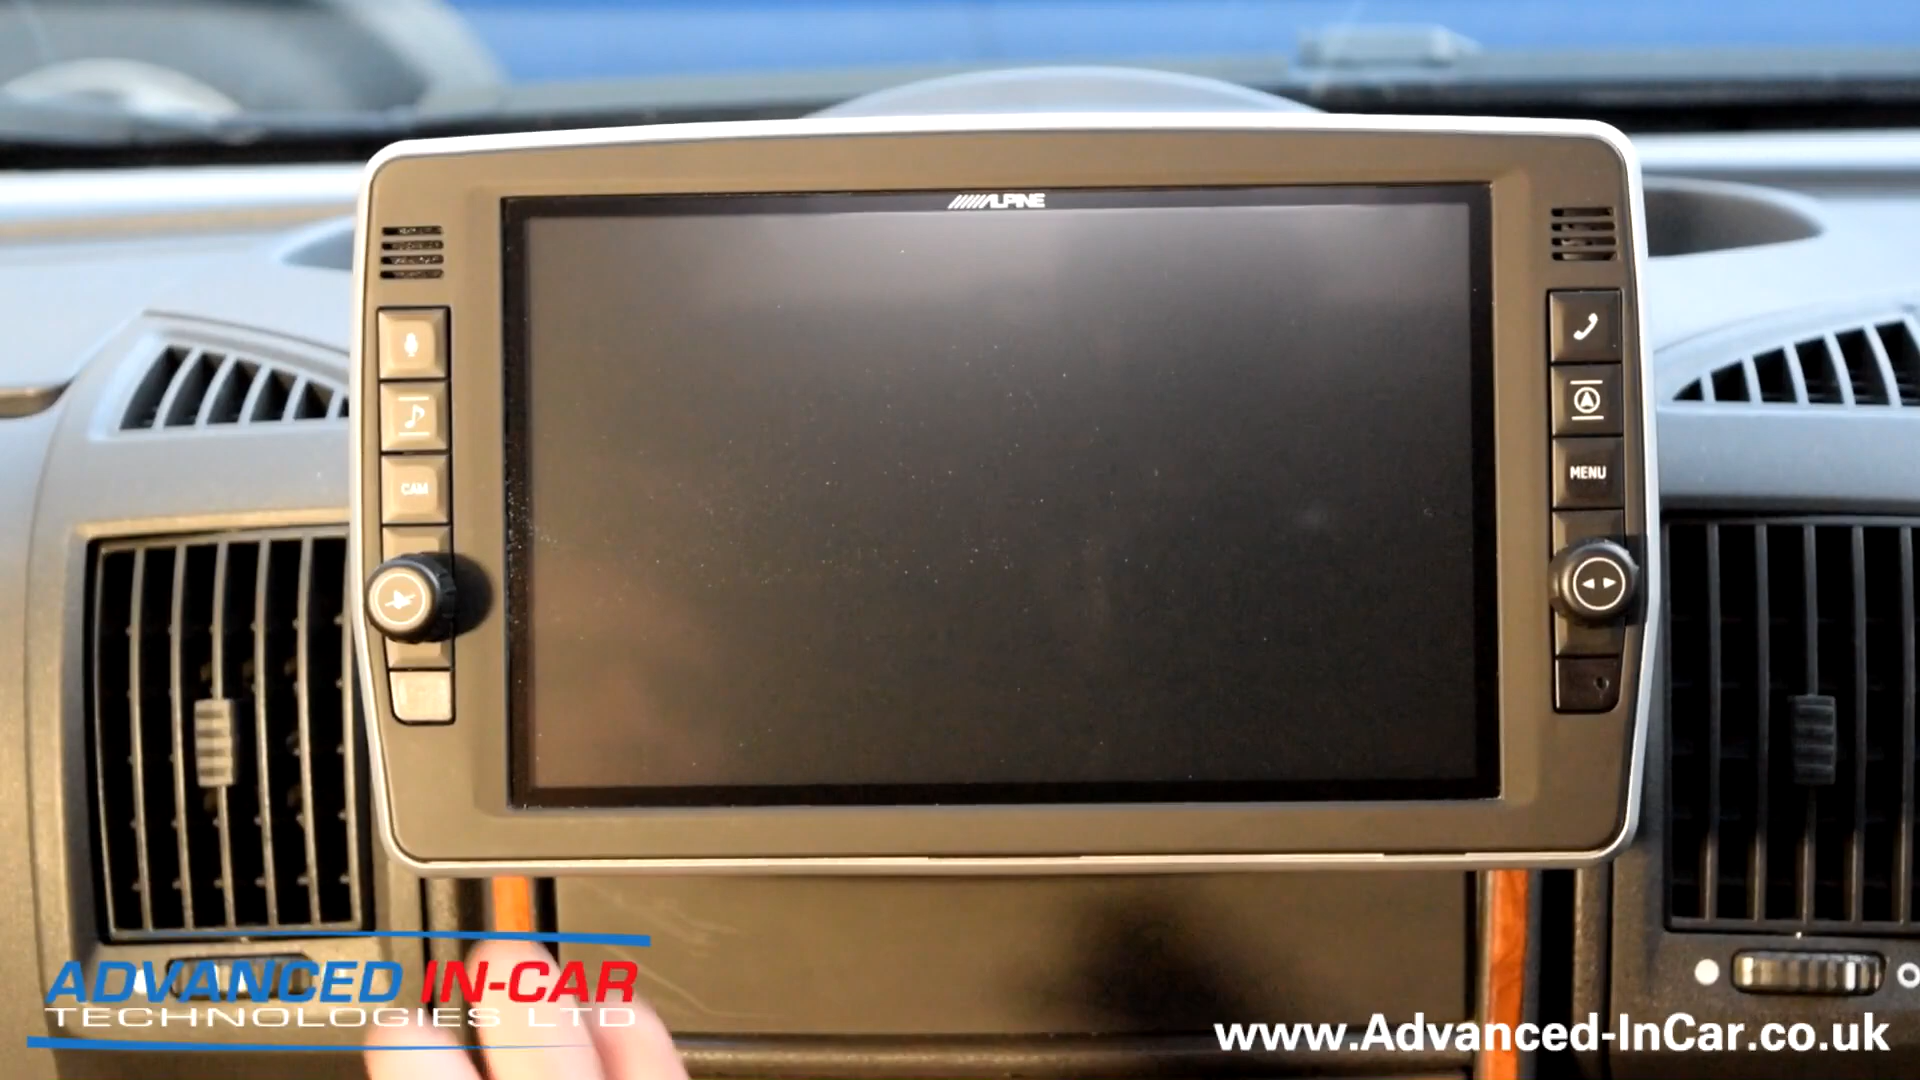 ALPINE
CAM
MENU
ADVANCED IN-CAR
TECHNOLOGIES LTD
www.Advanced-InCar.co.uk